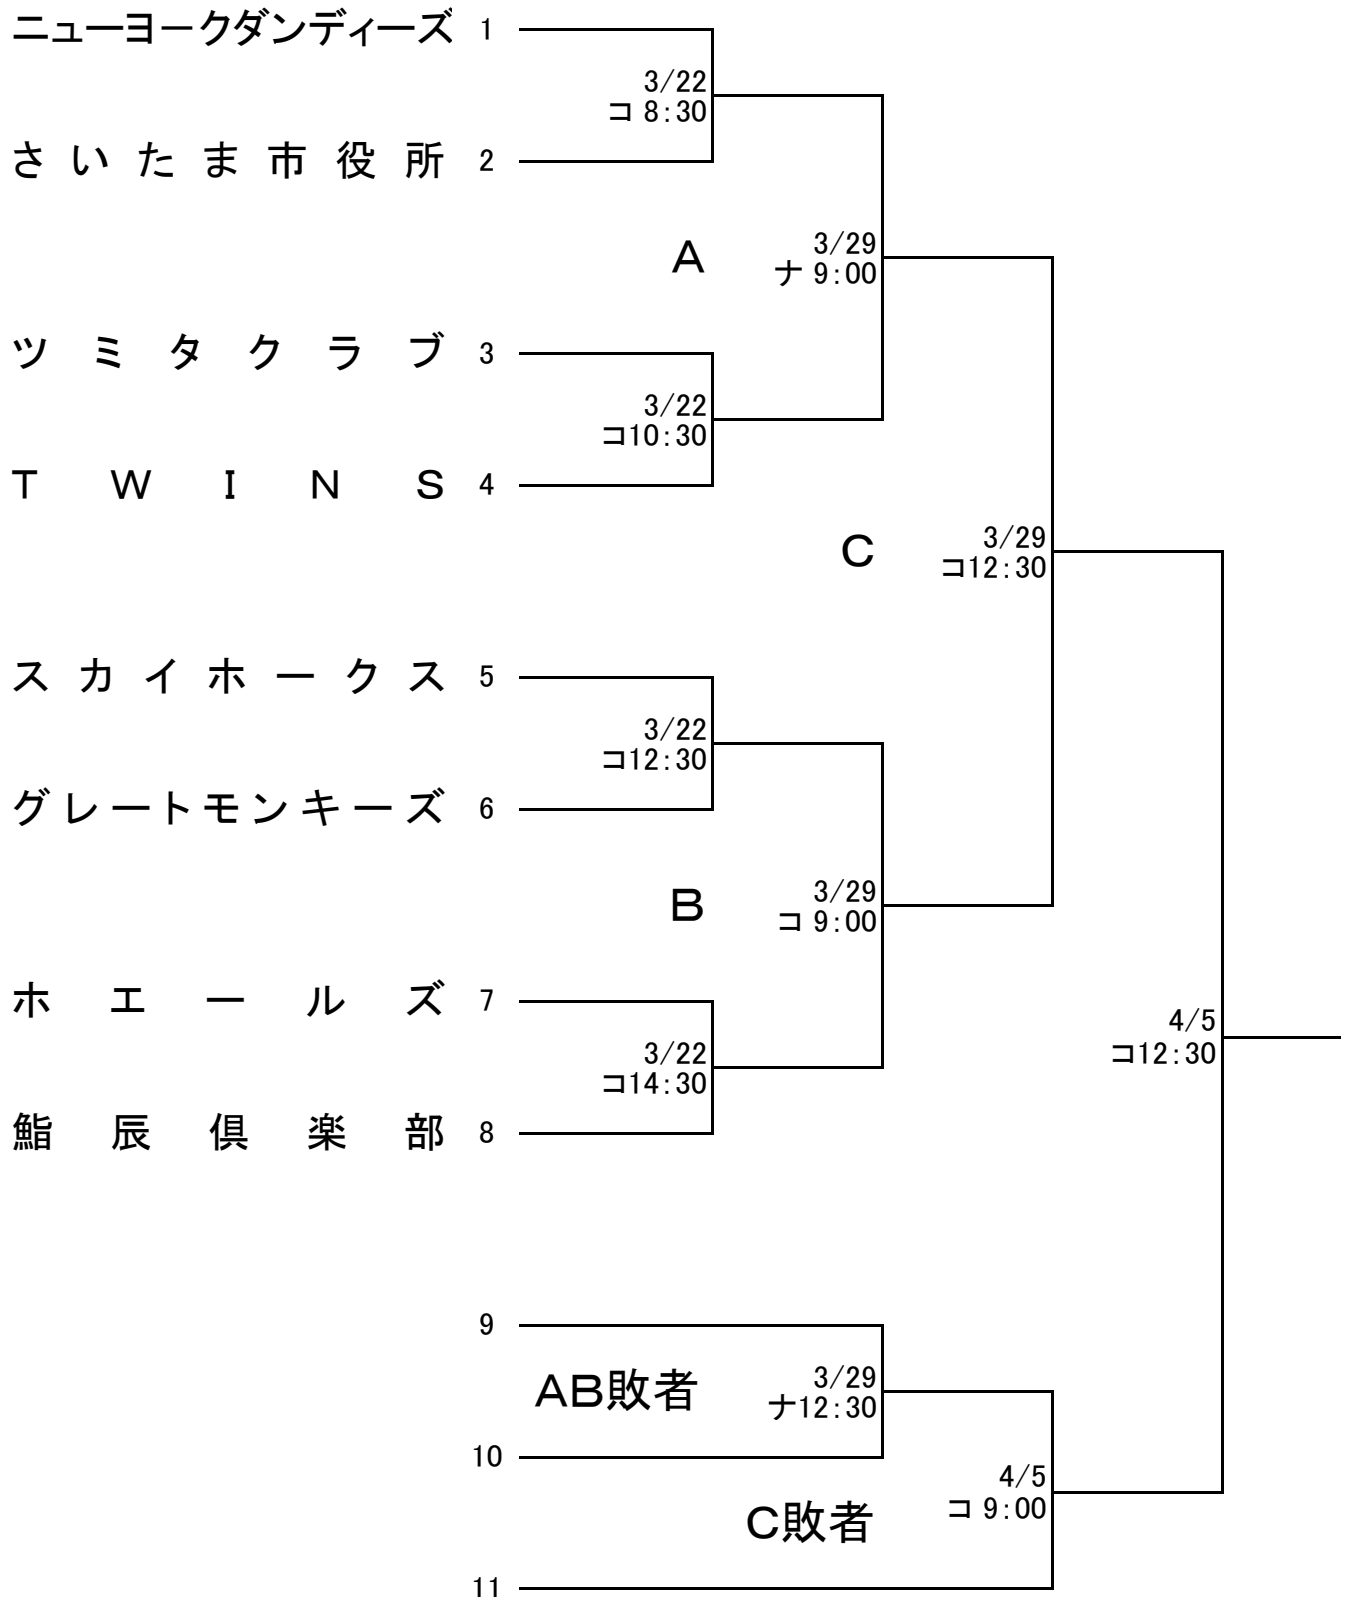 ニューヨークダンディーズ 1
3/22
コ 8:30
さいたま市役所 2
A
3/29
ナ 9:00
ツミタクラブ 3
3/22
コ10:30
TWINS 4
C
3/29
コ12:30
スカイホークス 5
3/22
コ12:30
グレートモンキーズ 6
B
3/29
コ 9:00
ホエールズ 7
3/22
コ14:30
鮨辰倶楽部 8
4/5
コ12:30
9
AB敗者
3/29
ナ12:30
10
C敗者
4/5
コ 9:00
11